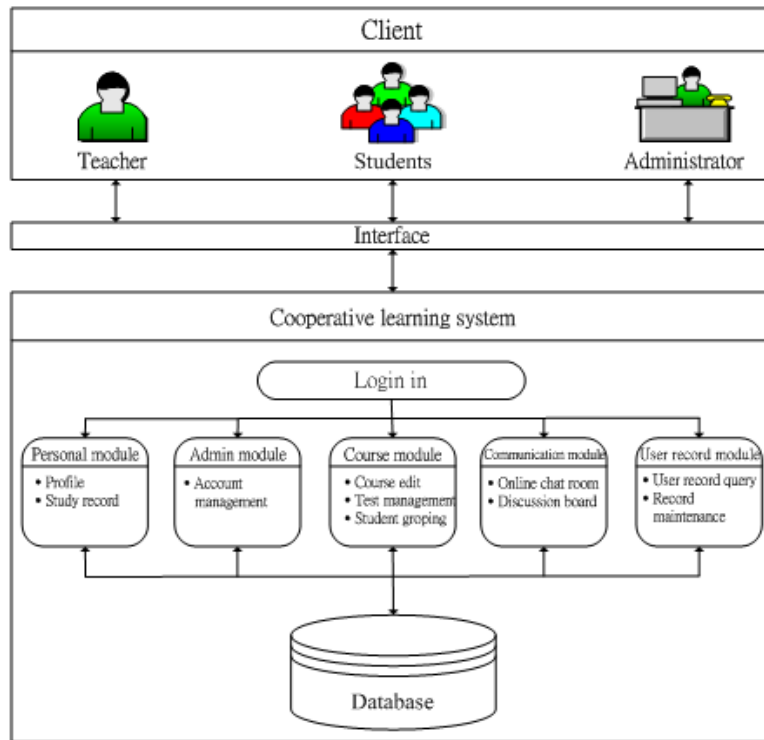 Client
Teacher
Students
Administrator
Interface
Cooperative learning system
Login in
Personal module
• Profile
• Study record
Admin module
• Account
management
Course module
• Course edit
• Test management
• Student groping
Communication module
• Online chat room
• Discussion board
User record module
• User record query
• Record
maintenance
Database